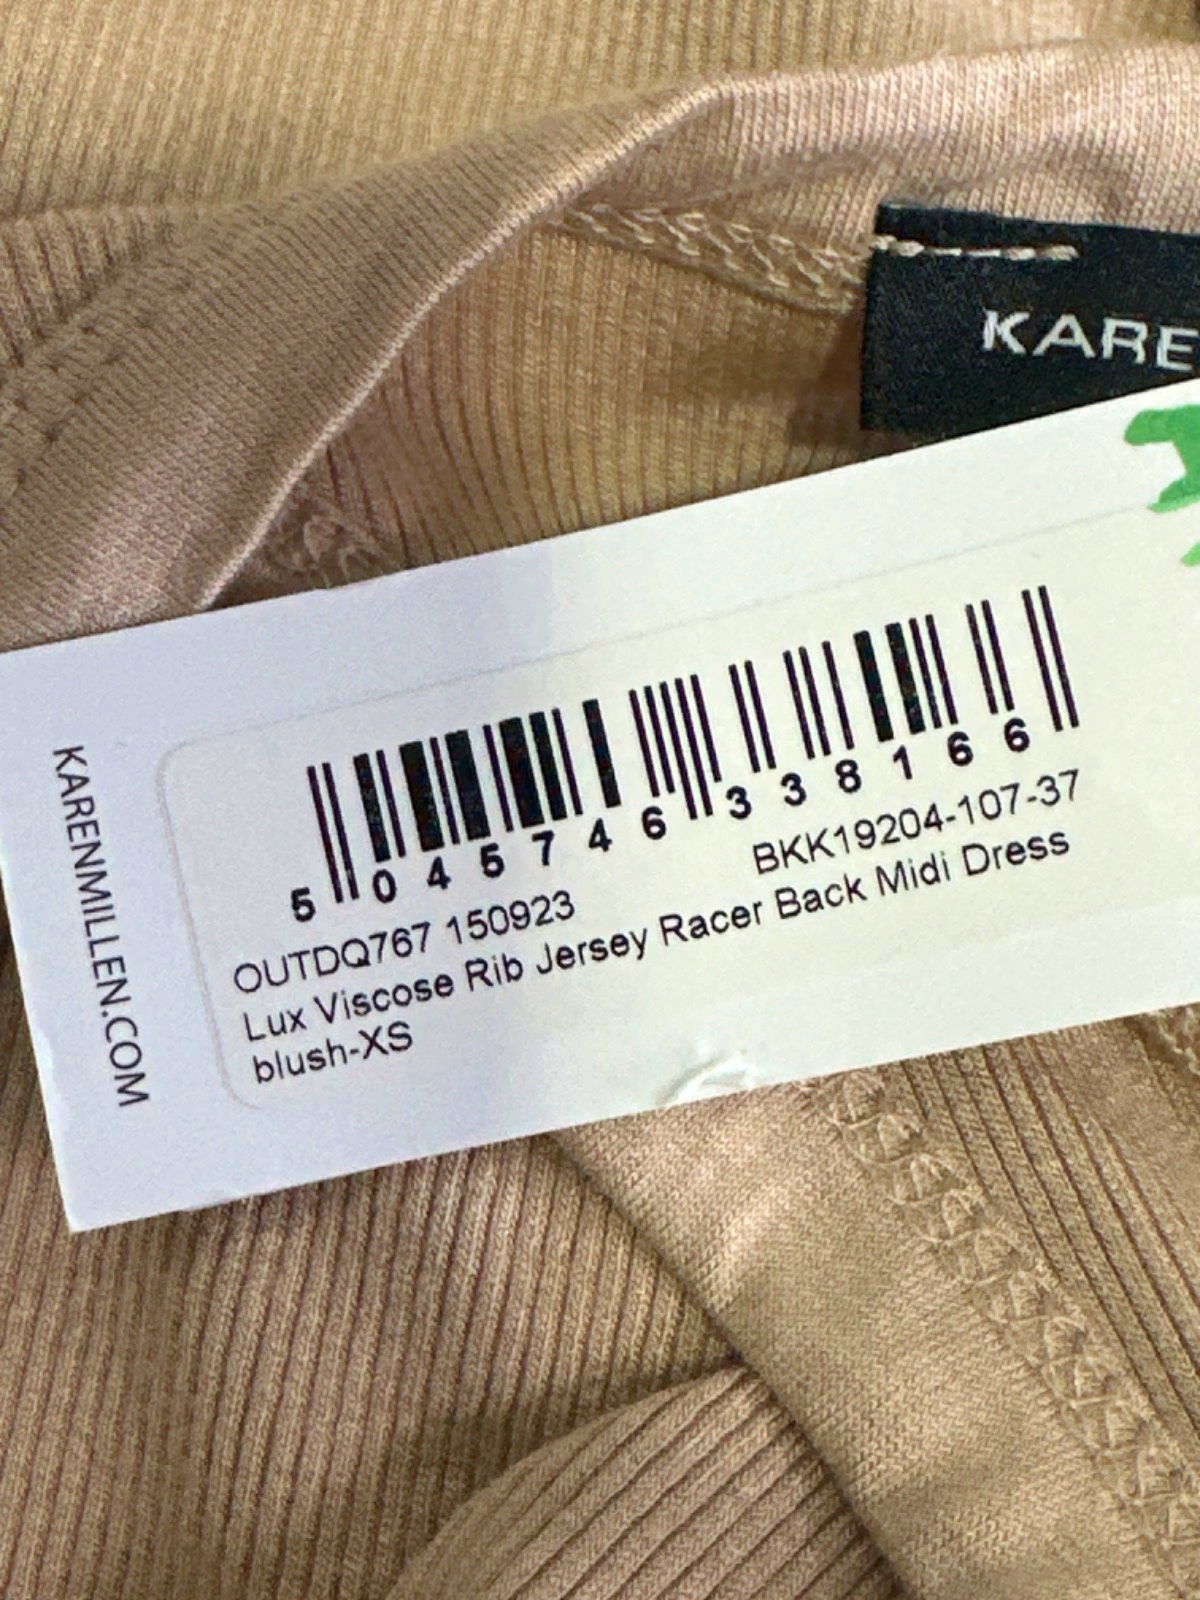 KARE
KARENMILLEN.COM
5 045746 338166
BKK19204-107-37
OUTDQ767 150923
Lux Viscose Rib Jersey Racer Back Midi Dress
blush-XS